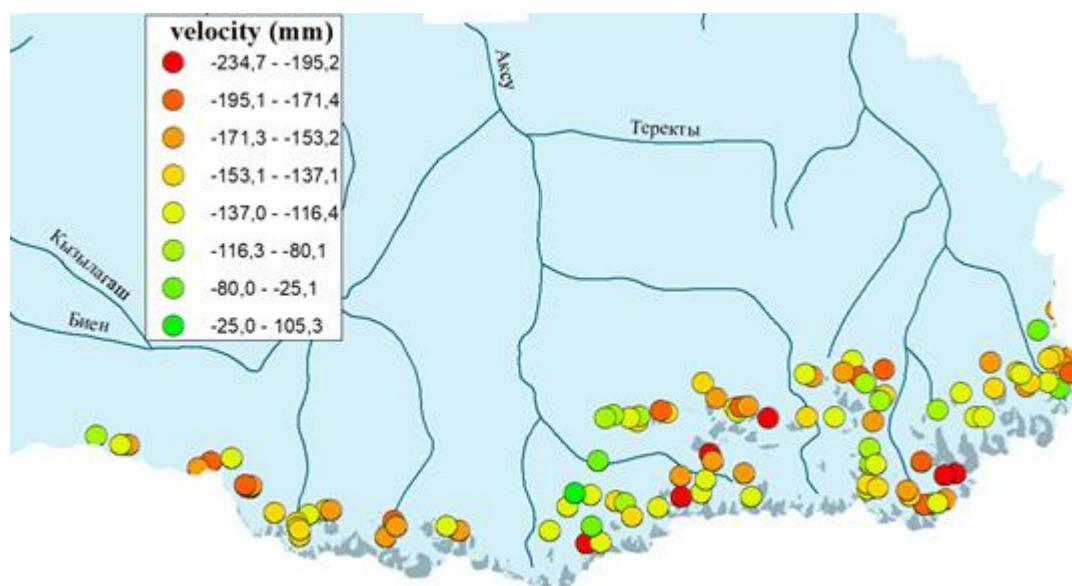 velocity (mm)
-234,7 - -195,2
-195,1 - -171,4
-171,3 - -153,2
-153,1 - -137,1
-137,0 - -116,4
-116,3 - -80,1
-80,0 - -25,1
-25,0 - 105,3
Аксу
Теректы
Кызылагаш
Биен